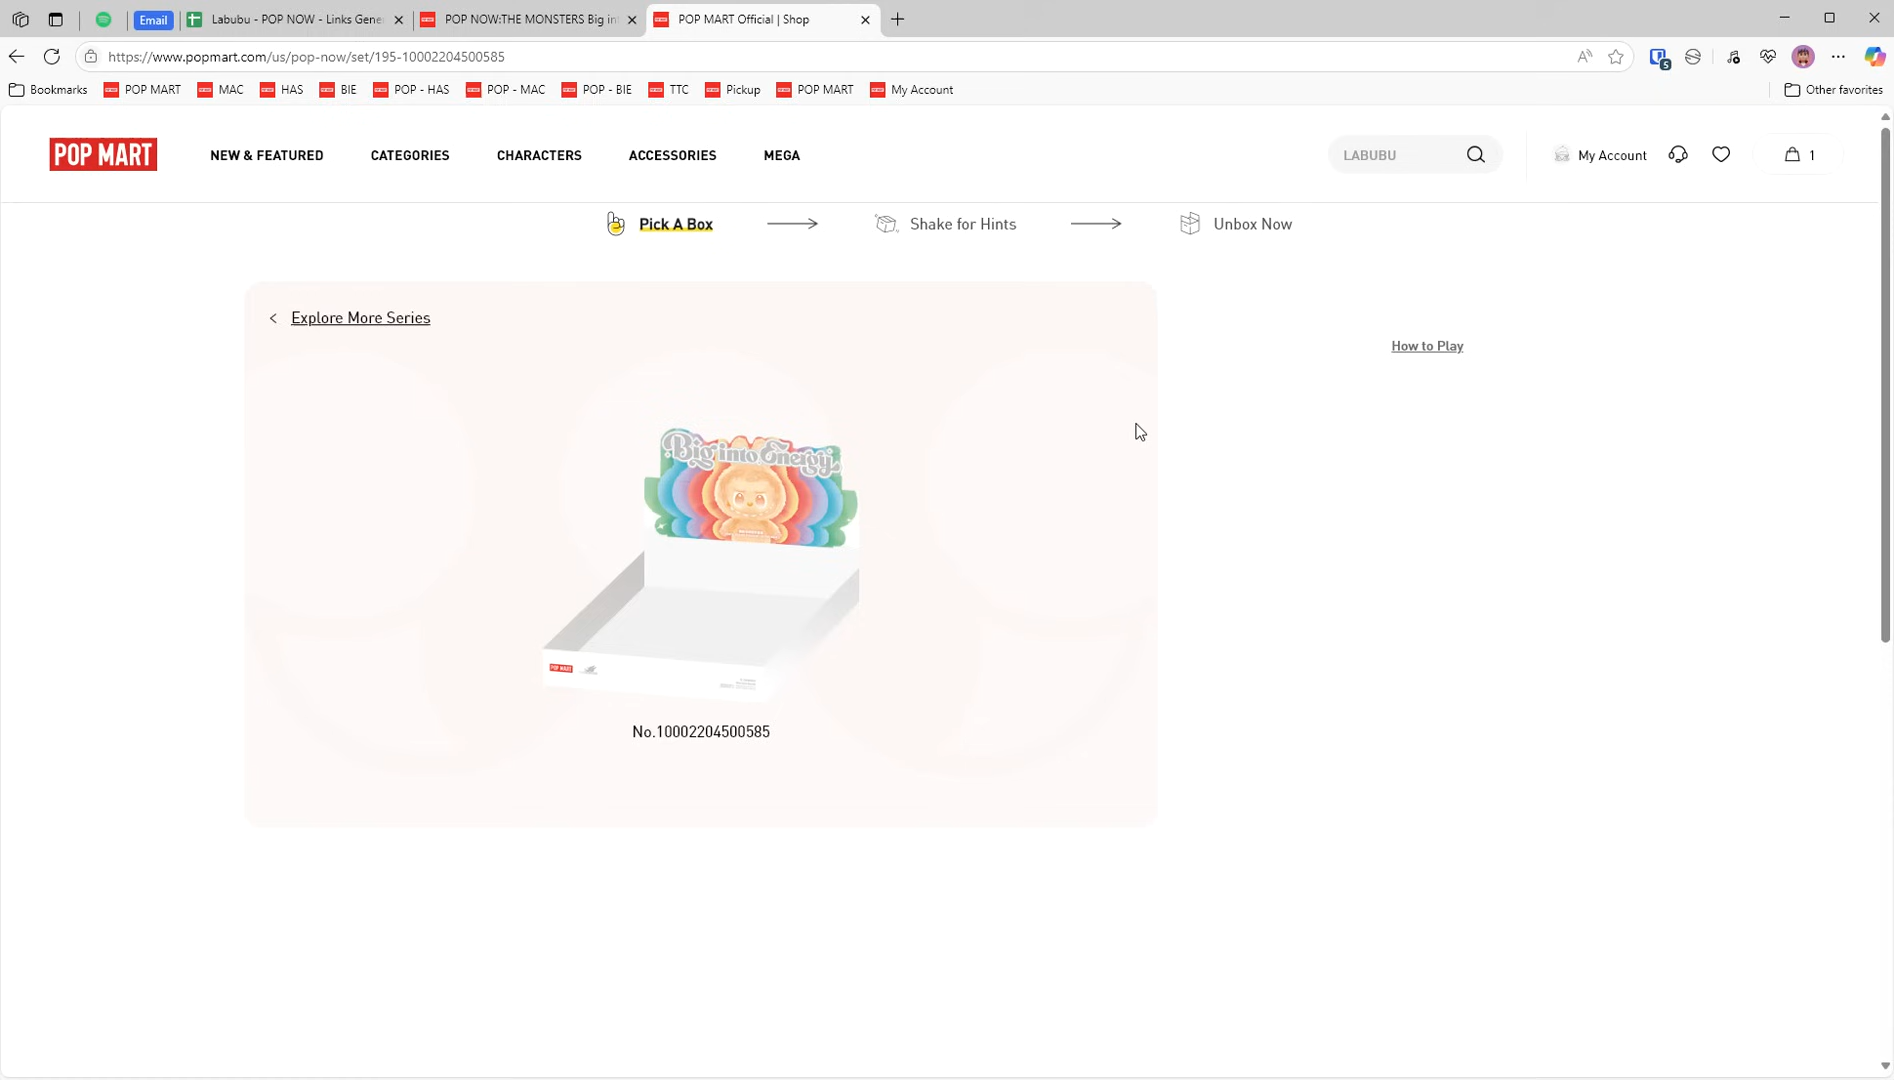 Email
Labubu - POP NOW - Links Gene
POP NOW:THE MONSTERS Big in
POP MART Official | Shop
https://www.popmart.com/us/pop-now/set/195-10002204500585
5
Bookmarks
POP MART
MAC
HAS
BIE
POP - HAS
POP - MAC
POP - BIE
TTC
Pickup
POP MART
My Account
Other favorites
POP MART
NEW & FEATURED
CATEGORIES
CHARACTERS
ACCESSORIES
MEGA
LABUBU
My Account
1
Pick A Box
Shake for Hints
Unbox Now
< Explore More Series
How to Play
Big into Energy
POP MART
No.10002204500585